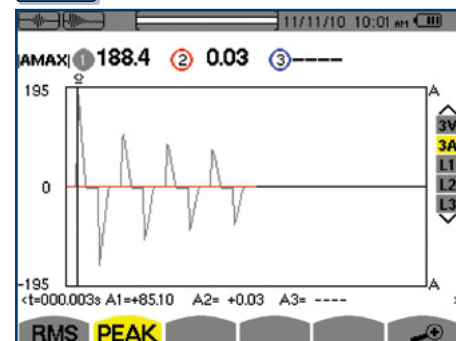 11/11/10 10:01 AM
|AMAX| 1 188.4 2 0.03 3 ----
195 A
3V
3A
L1
0
L2
L3
-195 A
<t=000.003s A1=+85.10 A2= +0.03 A3= ---- >
RMS PEAK